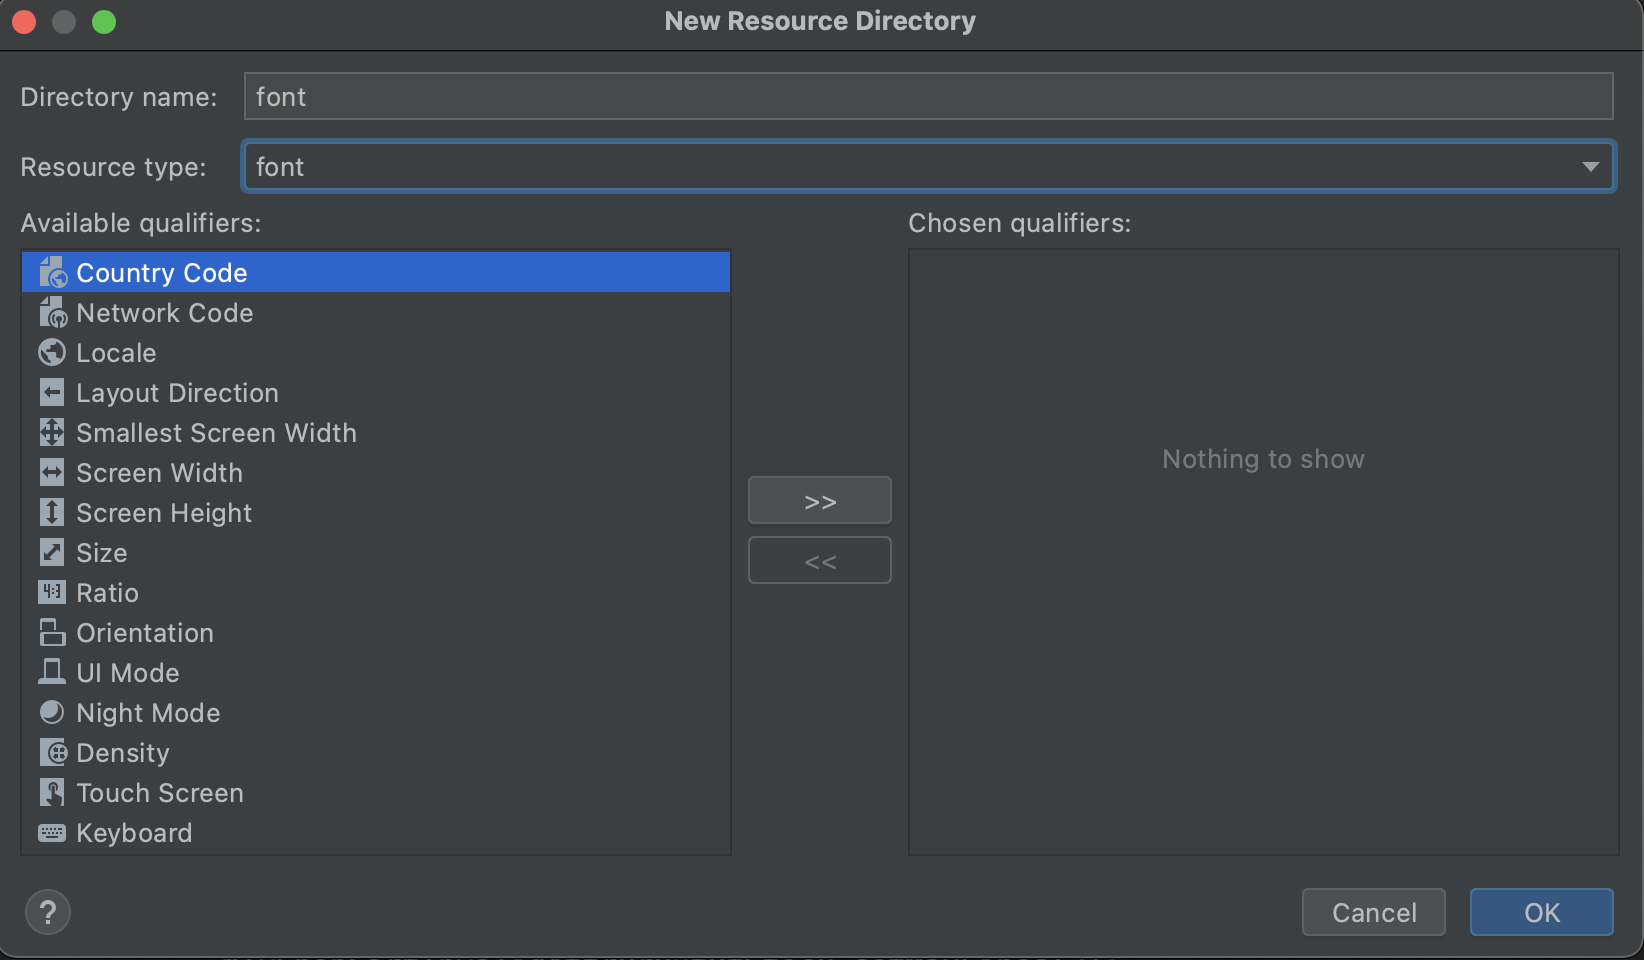 New Resource Directory
Directory name: font
Resource type: font
Available qualifiers:
Chosen qualifiers:
Country Code
Network Code
Locale
Layout Direction
Smallest Screen Width
Screen Width
Screen Height
Size
4:3 Ratio
Orientation
UI Mode
Night Mode
Density
Touch Screen
Keyboard
>>
<<
Nothing to show
?
Cancel
OK